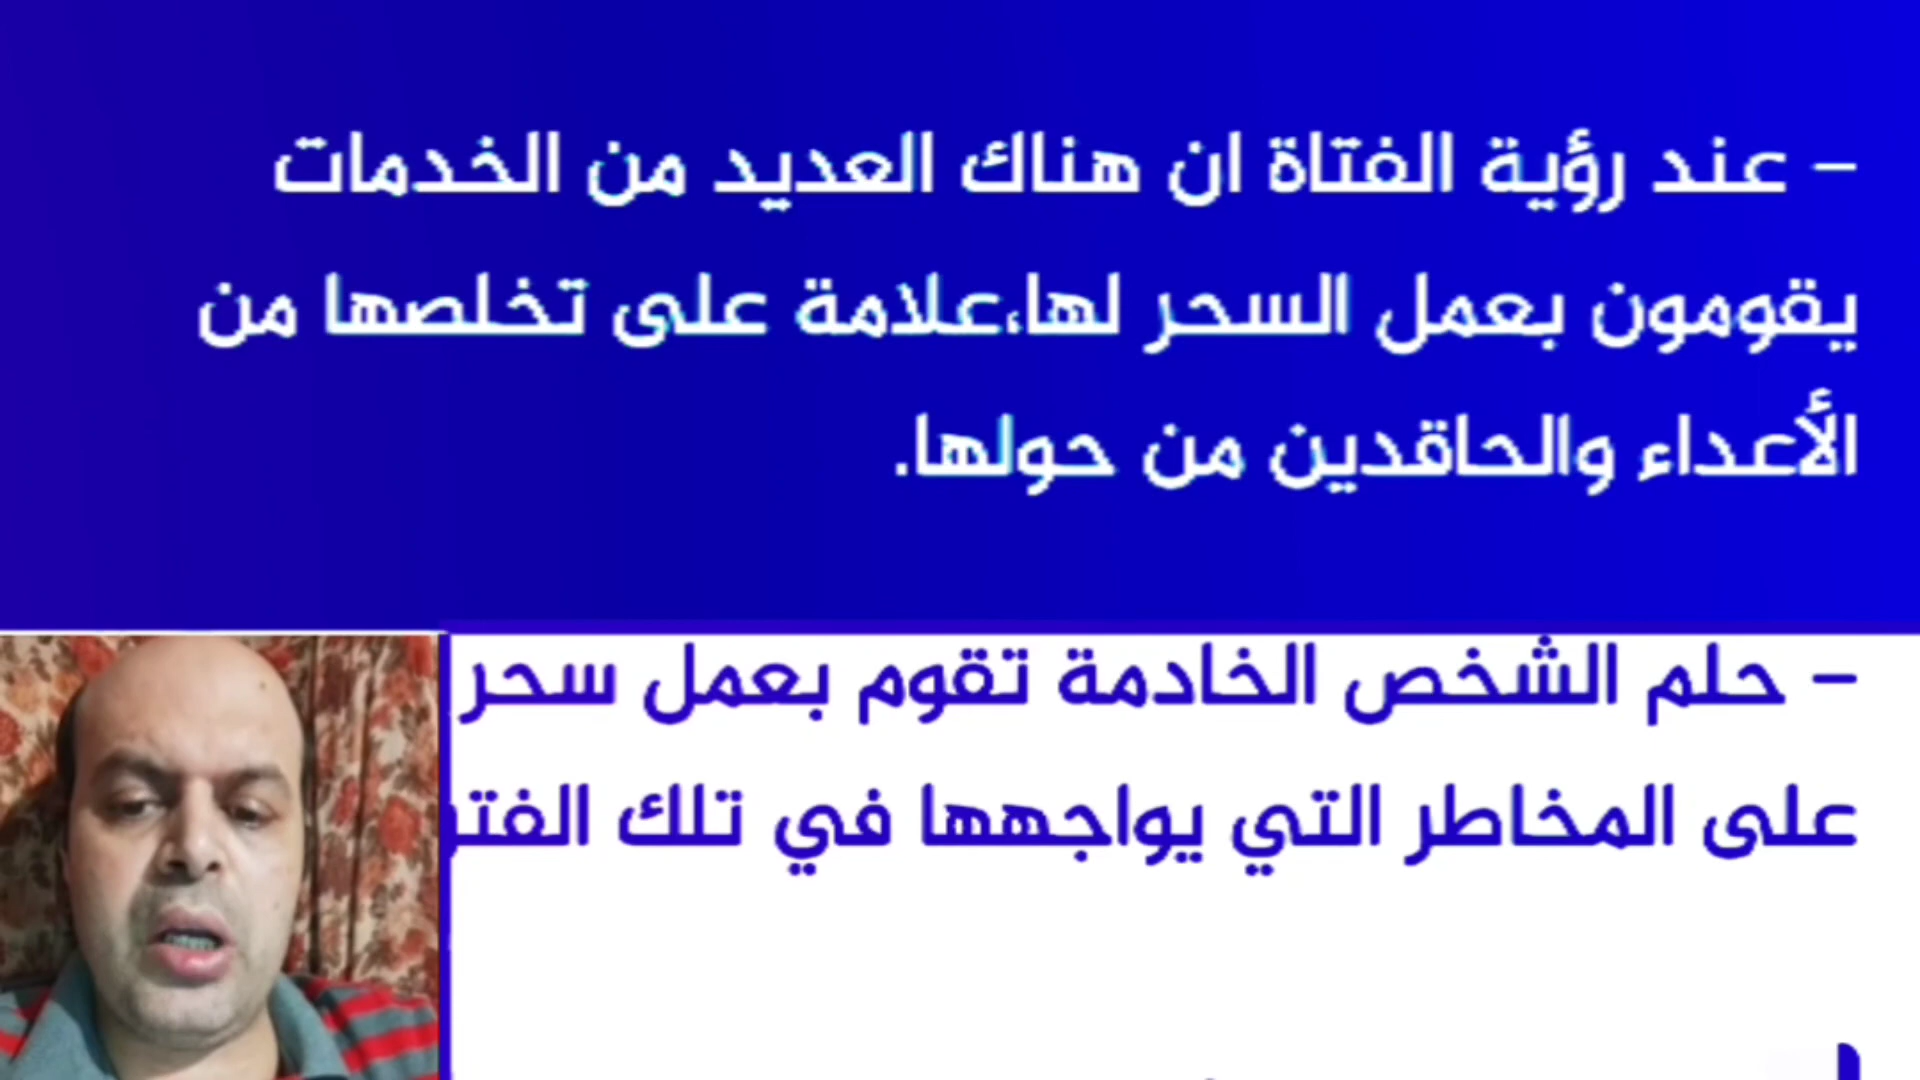 – عند رؤية الفتاة ان هناك العديد من الخدمات
يقومون بعمل السحر لها،علامة على تخلصها من
الأعداء والحاقدين من حولها.
– حلم الشخص الخادمة تقوم بعمل سحر
على المخاطر التي يواجهها في تلك